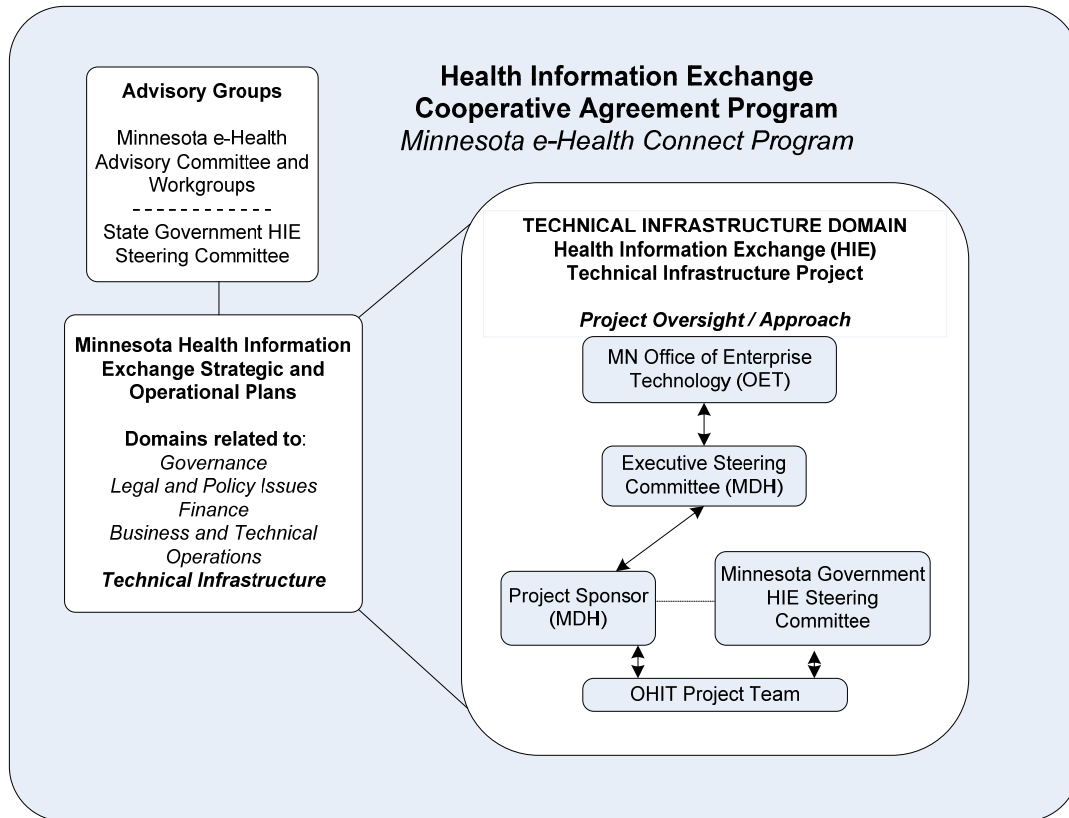 Health Information Exchange
Cooperative Agreement Program
Minnesota e-Health Connect Program
Advisory Groups
Minnesota e-Health
Advisory Committee and
Workgroups
State Government HIE
Steering Committee
Minnesota Health Information
Exchange Strategic and
Operational Plans
Domains related to:
Governance
Legal and Policy Issues
Finance
Business and Technical
Operations
Technical Infrastructure
TECHNICAL INFRASTRUCTURE DOMAIN
Health Information Exchange (HIE)
Technical Infrastructure Project
Project Oversight / Approach
MN Office of Enterprise
Technology (OET)
Executive Steering
Committee (MDH)
Project Sponsor
(MDH)
Minnesota Government
HIE Steering
Committee
OHIT Project Team